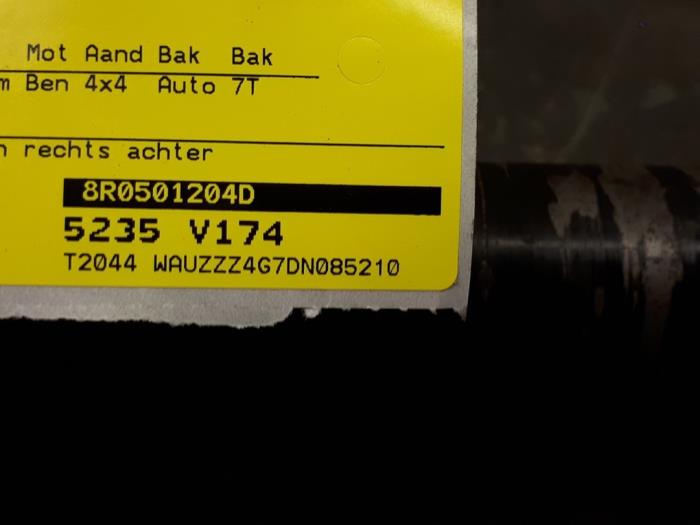 Mot Aand Bak Bak
Ben 4x4 Auto 7T
rechts achter
8R0501204D
5235 V174
T2044 WAUZZZ4G7DN085210